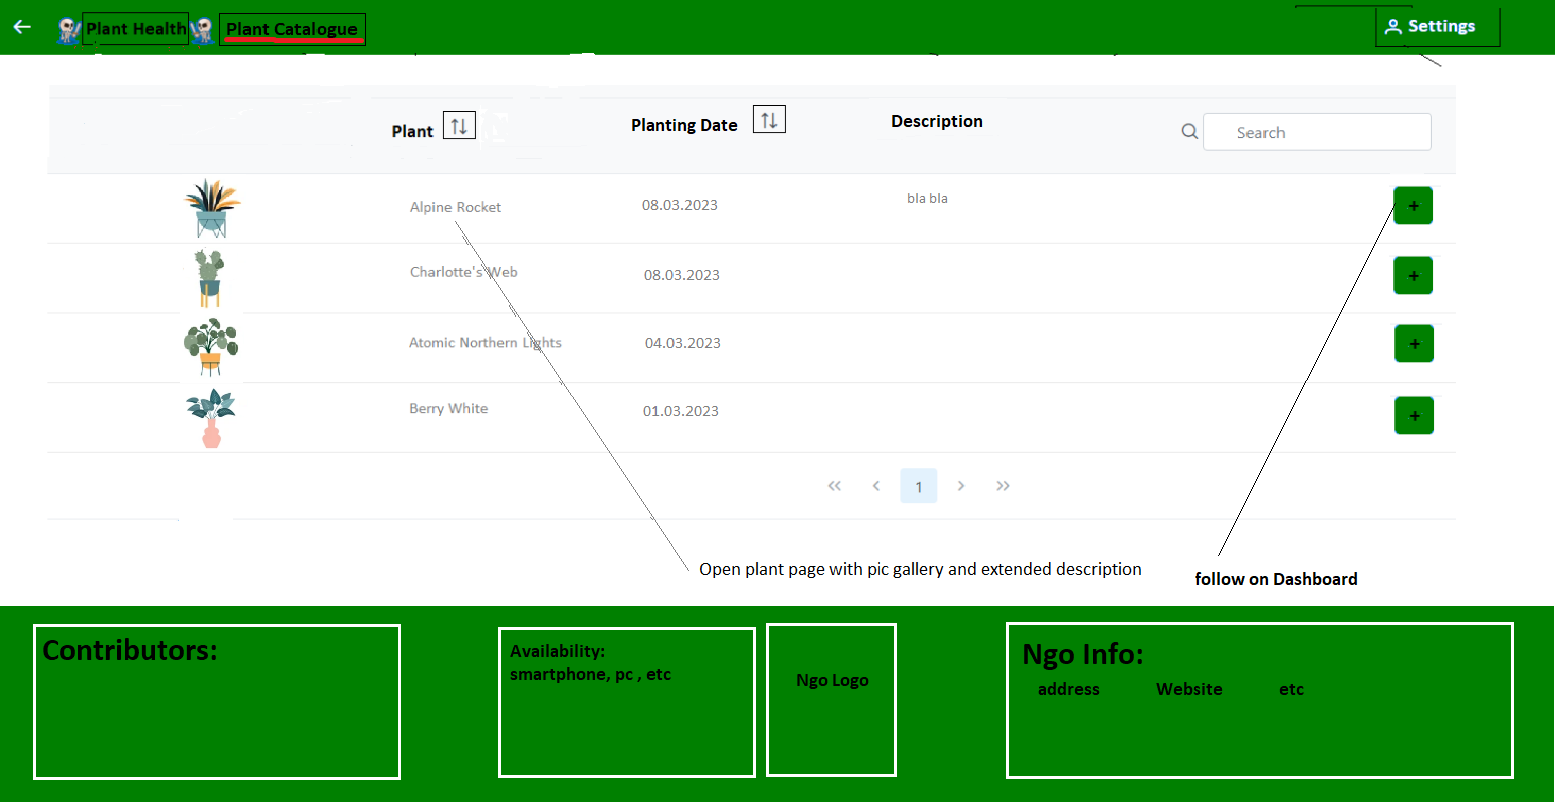 Plant Health
Plant Catalogue
Settings
Plant
Planting Date
Description
Search
Alpine Rocket
08.03.2023
bla bla
+
Charlotte's Web
08.03.2023
+
Atomic Northern Lights
04.03.2023
+
Berry White
01.03.2023
+
« ‹ 1 › »
Open plant page with pic gallery and extended description
follow on Dashboard
Contributors:
Availability:
smartphone, pc , etc
Ngo Logo
Ngo Info:
address Website etc